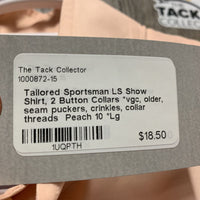 TACK
COLLECTOR
The Tack Collector
1000872-15
Tailored Sportsman LS Show
Shirt, 2 Button Collars *vgc, older,
seam puckers, crinkles, collar
threads Peach 10 *Lg
$18.50
1UQPTH